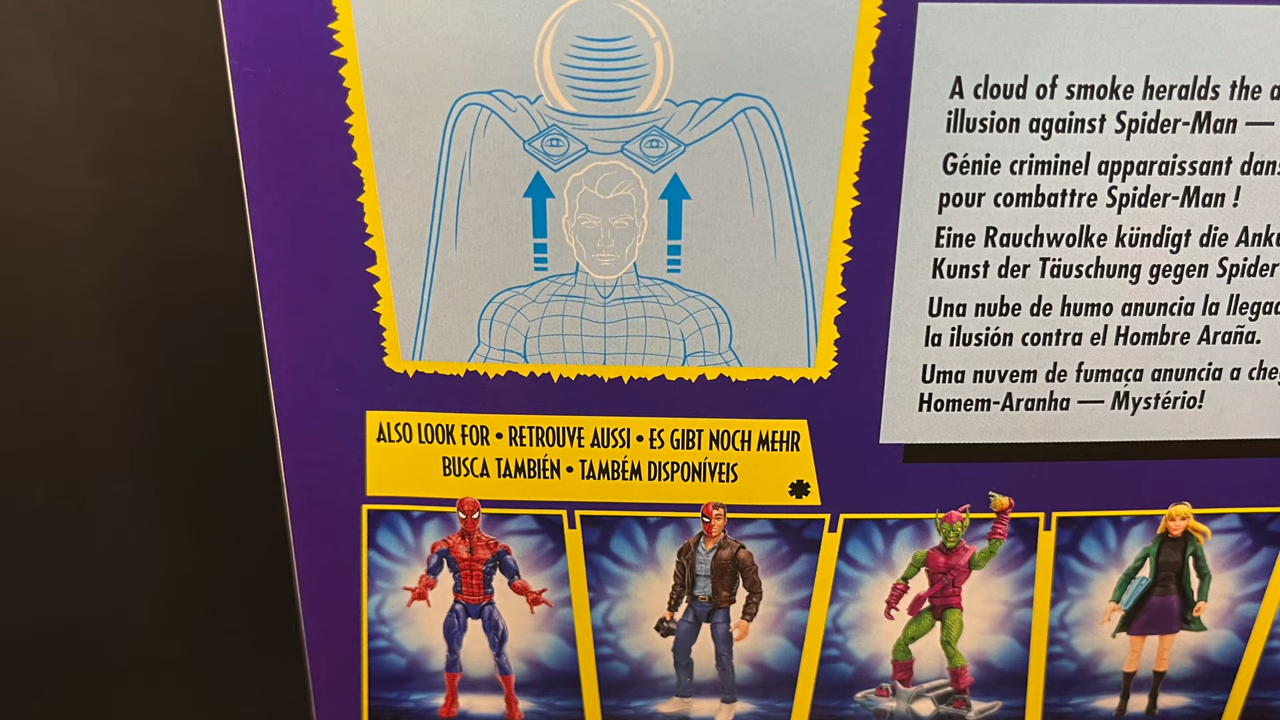 A cloud of smoke heralds the
illusion against Spider-Man —
Génie criminel apparaissant dans
pour combattre Spider-Man !
Eine Rauchwolke kündigt die
Kunst der Täuschung gegen Spider
Una nube de humo anuncia la
la ilusión contra el Hombre Araña.
Uma nuvem de fumaça anuncia a
Homem-Aranha — Mystério!
ALSO LOOK FOR • RETROUVE AUSSI • ES GIBT NOCH MEHR
BUSCA TAMBIÉN • TAMBÉM DISPONÍVEIS